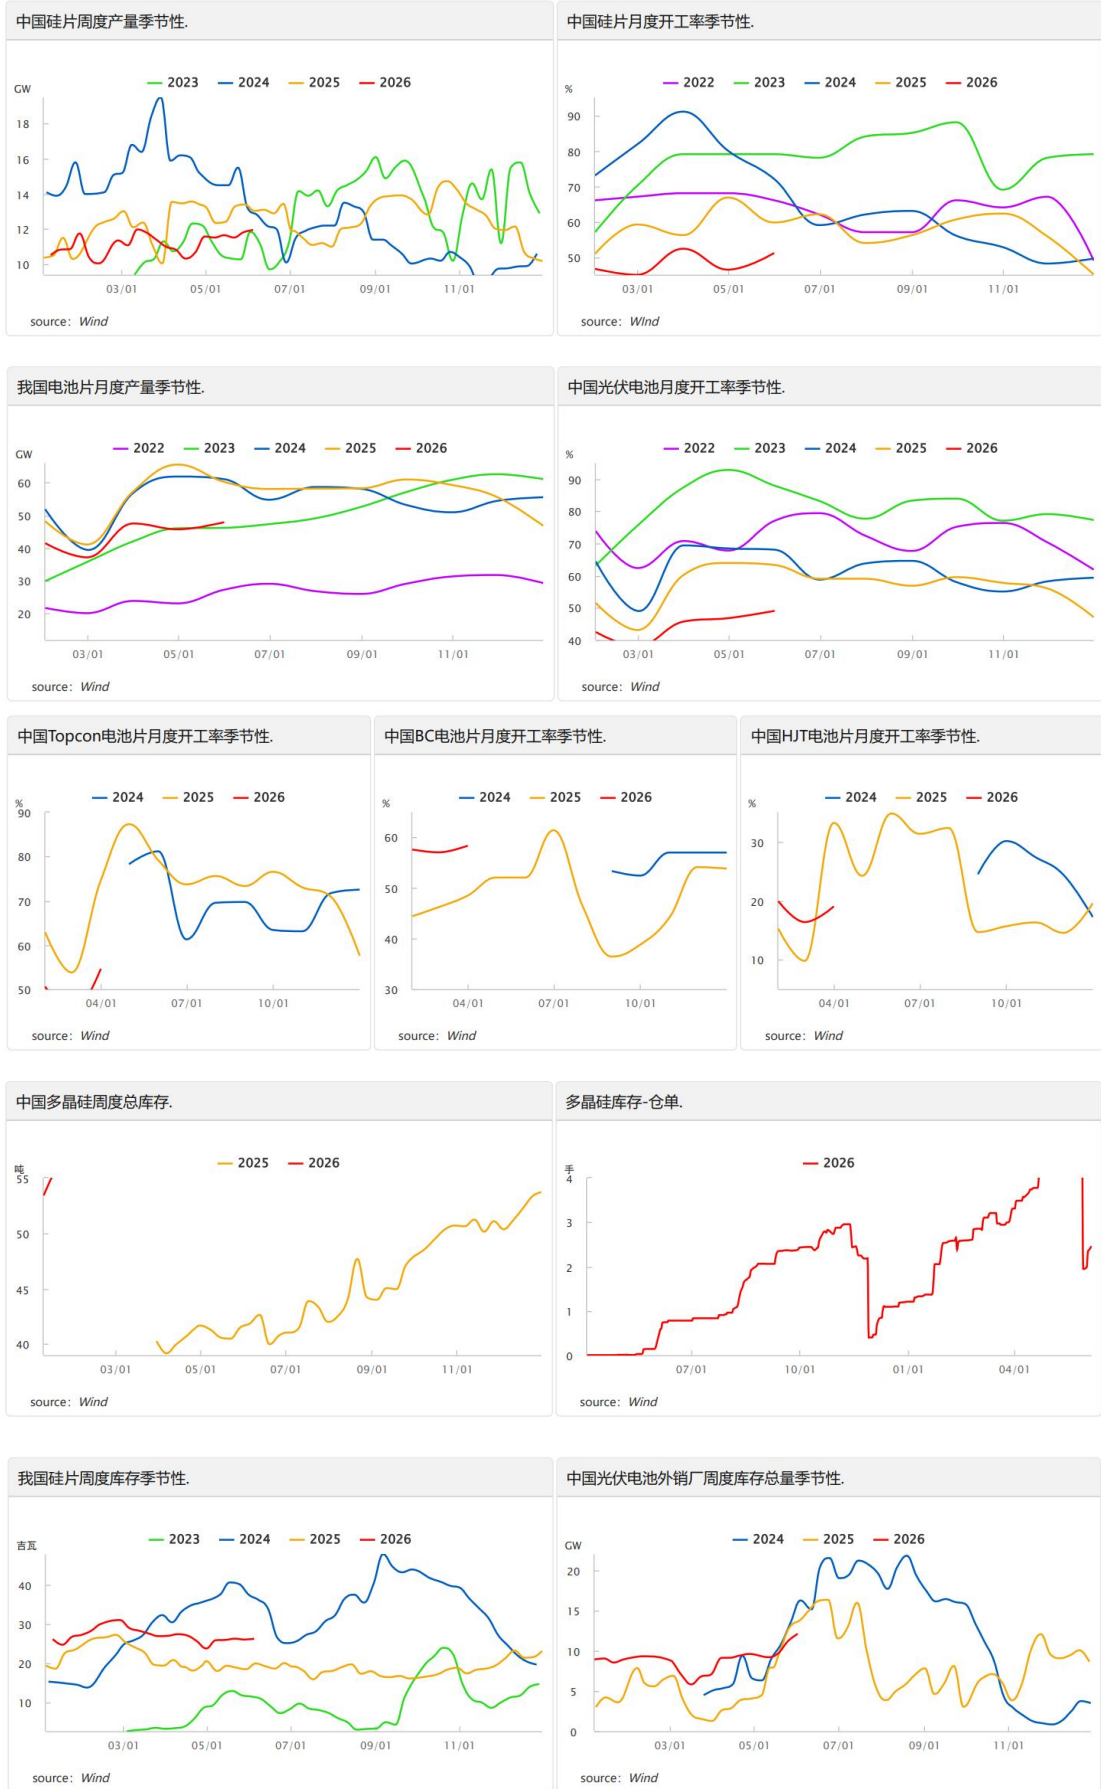 中国硅片周度产量季节性.
中国硅片月度开工率季节性.
2023 2024 2025 2026
GW
18
16
14
12
10
03/01 05/01 07/01 09/01 11/01
source: Wind
2022 2023 2024 2025 2026
%
90
80
70
60
50
03/01 05/01 07/01 09/01 11/01
source: WInd
我国电池片月度产量季节性.
中国光伏电池月度开工率季节性.
2022 2023 2024 2025 2026
GW
60
50
40
30
20
03/01 05/01 07/01 09/01 11/01
source: Wind
2022 2023 2024 2025 2026
%
90
80
70
60
50
40
03/01 05/01 07/01 09/01 11/01
source: Wind
中国Topcon电池片月度开工率季节性.
中国BC电池片月度开工率季节性.
中国HJT电池片月度开工率季节性.
2024 2025 2026
%
90
80
70
60
50
04/01 07/01 10/01
source: Wind
2024 2025 2026
%
60
50
40
30
04/01 07/01 10/01
source: Wind
2024 2025 2026
%
30
20
10
04/01 07/01 10/01
source: Wind
中国多晶硅周度总库存.
多晶硅库存-仓单.
2025 2026
吨
55
50
45
40
03/01 05/01 07/01 09/01 11/01
source: Wind
2026
手
4
3
2
1
0
07/01 10/01 01/01 04/01
source: Wind
我国硅片周度库存季节性.
中国光伏电池外销厂周度库存总量季节性.
2023 2024 2025 2026
吉瓦
40
30
20
10
03/01 05/01 07/01 09/01 11/01
source: Wind
2024 2025 2026
GW
20
15
10
5
0
03/01 05/01 07/01 09/01 11/01
source: Wind